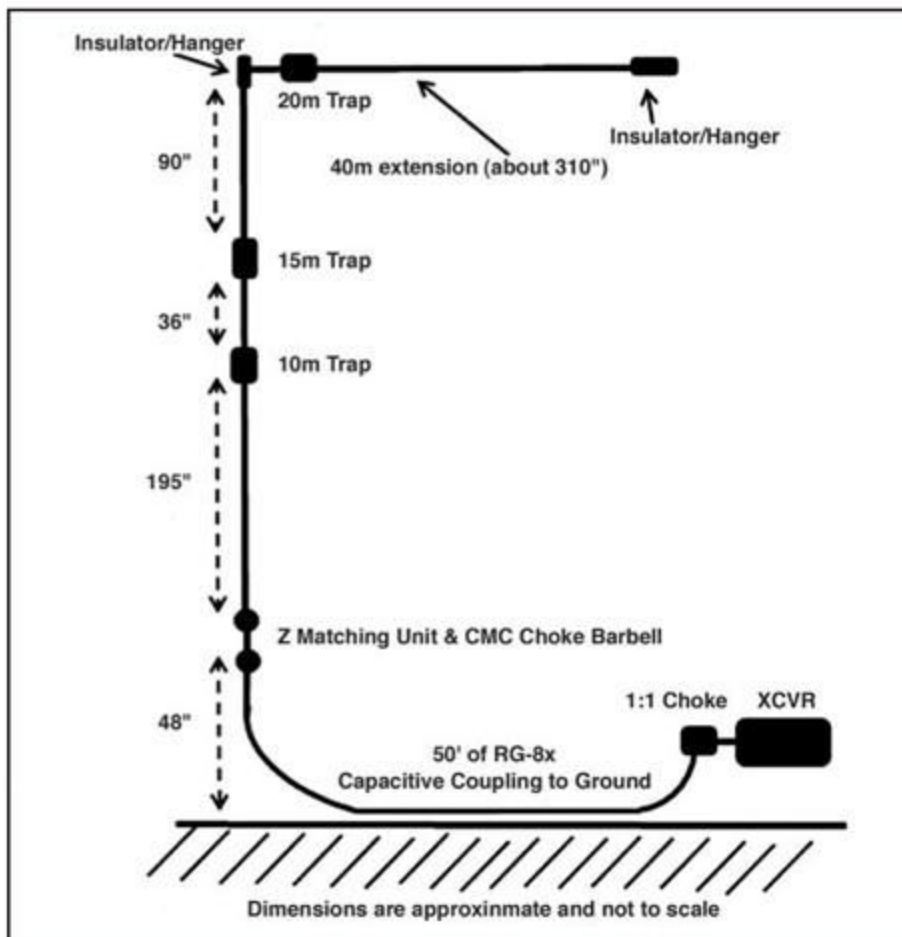 Insulator/Hanger
20m Trap
Insulator/Hanger
90"
40m extension (about 310")
15m Trap
36"
10m Trap
195"
Z Matching Unit & CMC Choke Barbell
48"
1:1 Choke
XCVR
50' of RG-8x
Capacitive Coupling to Ground
Dimensions are approxinmate and not to scale